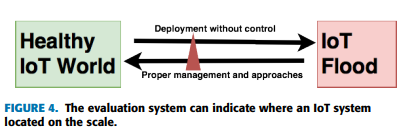 Deployment without control
Healthy
IoT World
IoT
Flood
Proper management and approaches
FIGURE 4. The evaluation system can indicate where an IoT system
located on the scale.